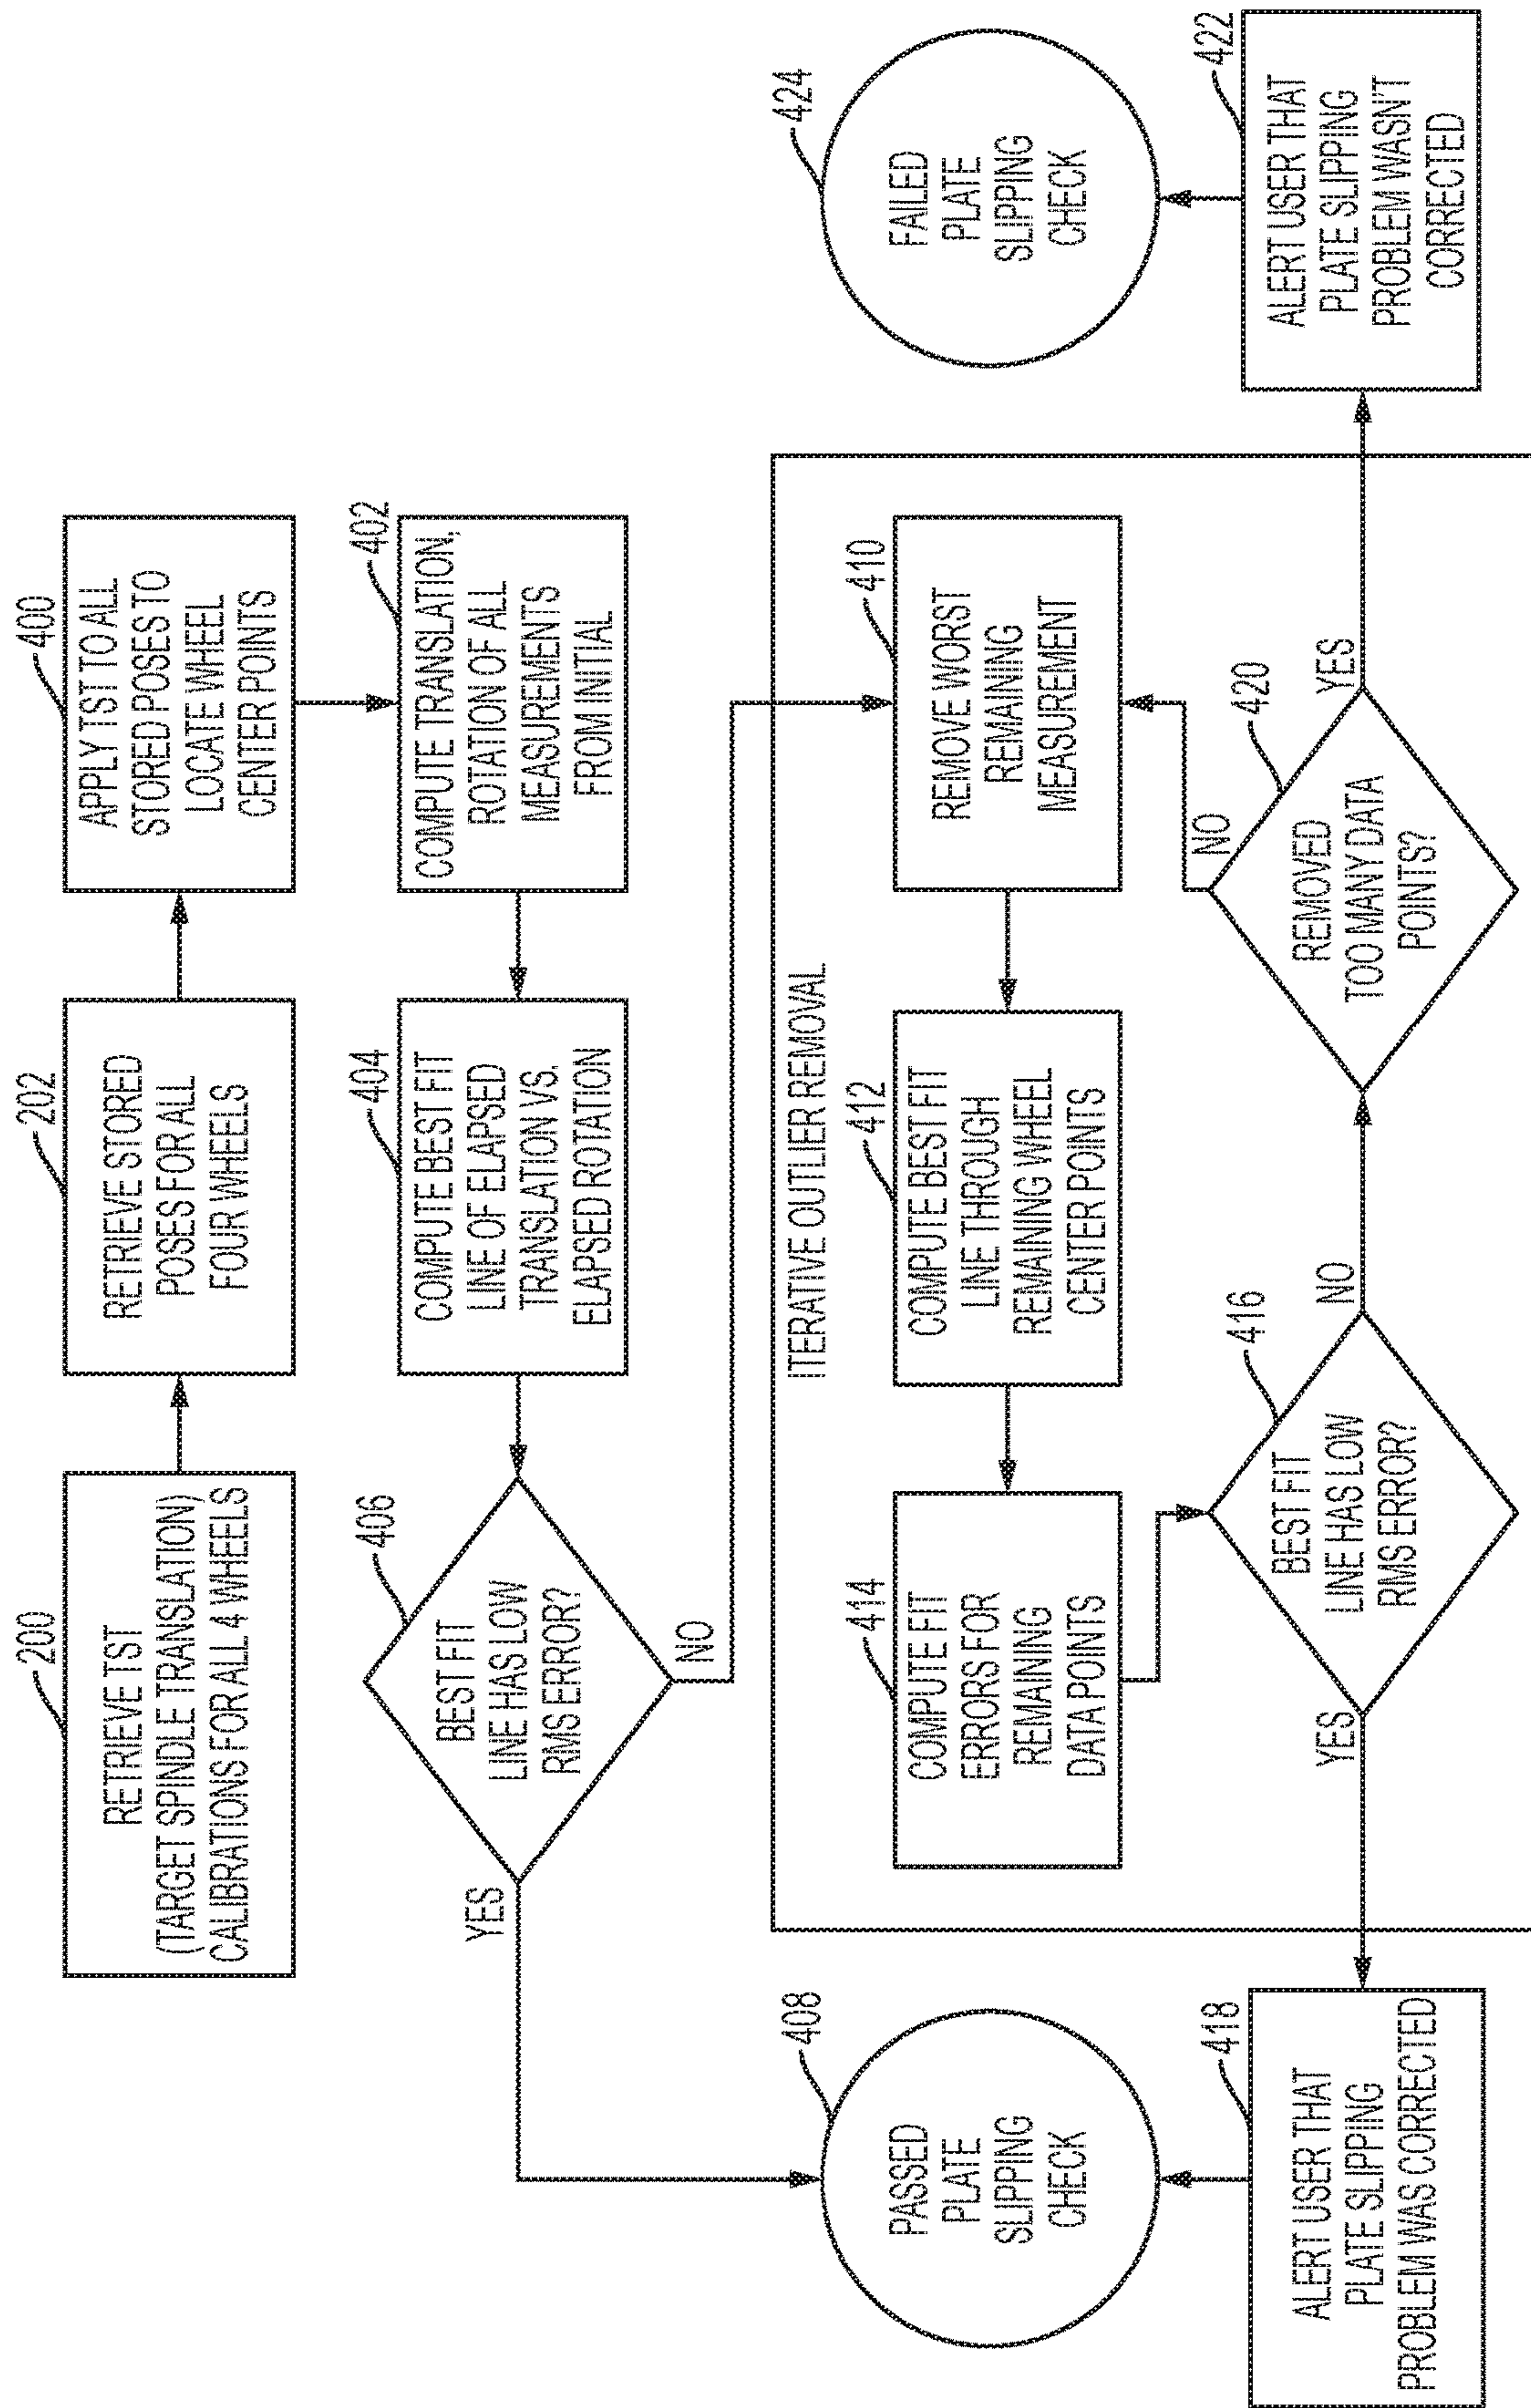 200
RETRIEVE TST
(TARGET SPINDLE TRANSLATION)
CALIBRATIONS FOR ALL 4 WHEELS
202
RETRIEVE STORED
POSES FOR ALL
FOUR WHEELS
400
APPLY TST TO ALL
STORED POSES TO
LOCATE WHEEL
CENTER POINTS
402
COMPUTE TRANSLATION,
ROTATION OF ALL
MEASUREMENTS
FROM INITIAL
404
COMPUTE BEST FIT
LINE OF ELAPSED
TRANSLATION VS.
ELAPSED ROTATION
406
BEST FIT
LINE HAS LOW
RMS ERROR?
YES
NO
408
PASSED
PLATE
SLIPPING
CHECK
ITERATIVE OUTLIER REMOVAL
410
REMOVE WORST
REMAINING
MEASUREMENT
412
COMPUTE BEST FIT
LINE THROUGH
REMAINING WHEEL
CENTER POINTS
414
COMPUTE FIT
ERRORS FOR
REMAINING
DATA POINTS
416
BEST FIT
LINE HAS LOW
RMS ERROR?
YES
NO
418
ALERT USER THAT
PLATE SLIPPING
PROBLEM WAS CORRECTED
420
REMOVED
TOO MANY DATA
POINTS?
NO
YES
422
ALERT USER THAT
PLATE SLIPPING
PROBLEM WASN'T
CORRECTED
424
FAILED
PLATE
SLIPPING
CHECK